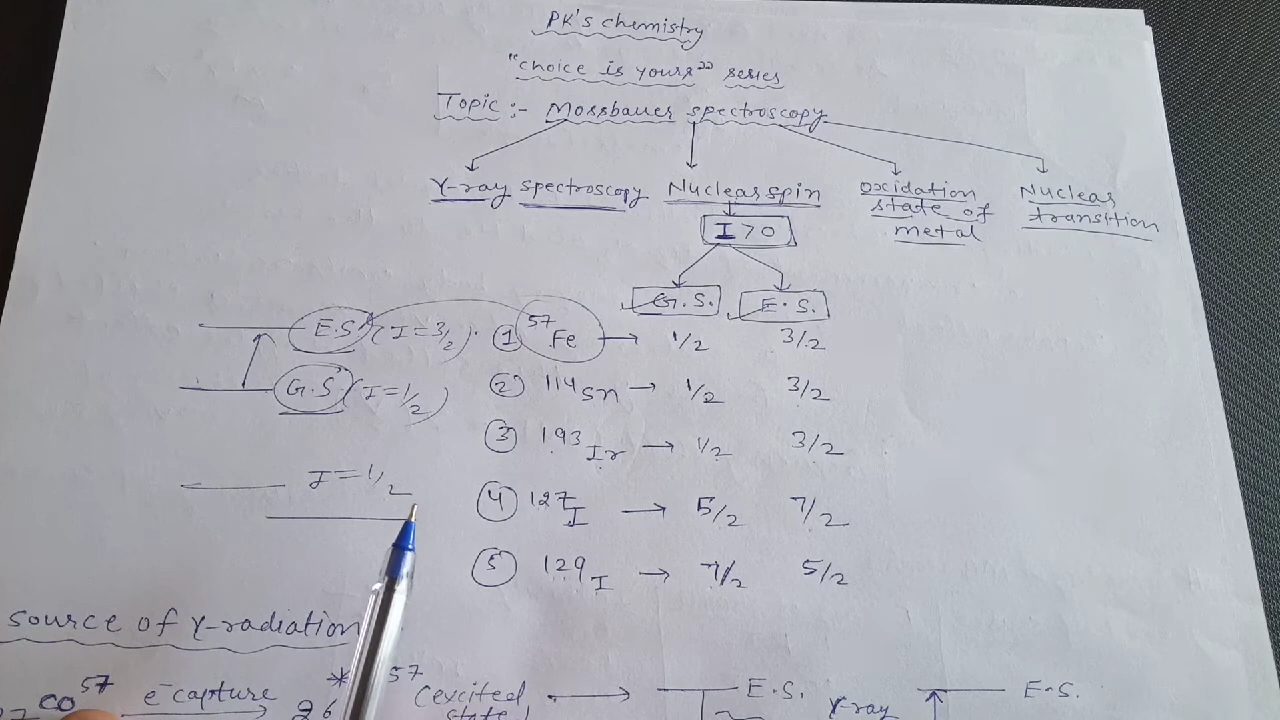 PK's chemistry
"choice is yours" series
Topic :- Mossbauer spectroscopy
γ-ray spectroscopy
Nuclear spin
oxidation
state of
metal
Nuclear
transition
I > 0
G.S. E.S.
E.S (I=3/2).
G.S (I=1/2)
I=1/2
① 57Fe → 1/2 3/2
② 114Sn → 1/2 3/2
③ 193Ir → 1/2 3/2
④ 127I → 5/2 7/2
⑤ 129I → 7/2 5/2
source of γ-radiation
27Co57 e-capture → 26 * 57
(excited
state)
E.S.
γ-ray
E.S.